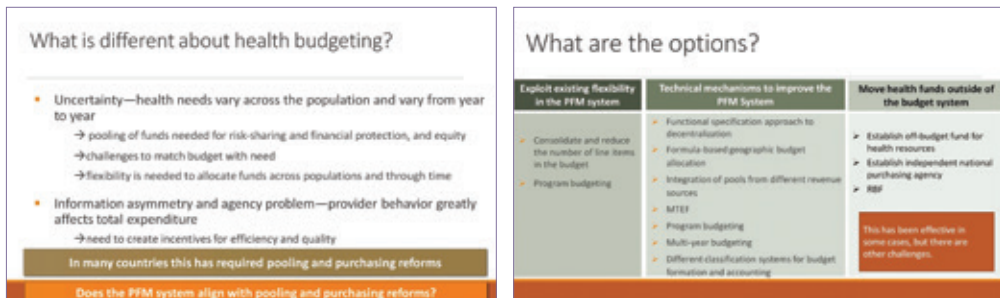 What is different about health budgeting?
▪ Uncertainty—health needs vary across the population and vary from year
to year
→ pooling of funds needed for risk-sharing and financial protection, and equity
→challenges to match budget with need
→flexibility is needed to allocate funds across populations and through time
▪ Information asymmetry and agency problem—provider behavior greatly
affects total expenditure
→need to create incentives for efficiency and quality
In many countries this has required pooling and purchasing reforms
Does the PFM system align with pooling and purchasing reforms?
What are the options?
Exploit existing flexibility
in the PFM system
➢ Consolidate and reduce
the number of line items
in the budget
➢ Program budgeting
Technical mechanisms to improve the
PFM System
➢ Functional specification approach to
decentralization
➢ Formula-based geographic budget
allocation
➢ Integration of pools from different revenue
sources
➢ MTEF
➢ Program budgeting
➢ Multi-year budgeting
➢ Different classification systems for budget
formation and accounting
Move health funds outside of
the budget system
➢ Establish off-budget fund for
health resources
➢ Establish independent national
purchasing agency
➢ RBF
This has been effective in
some cases, but there are
other challenges.